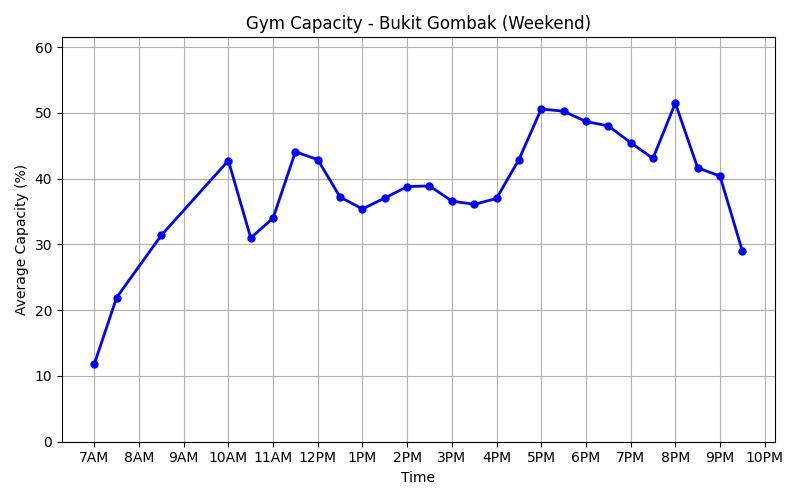 Gym Capacity - Bukit Gombak (Weekend)
Average Capacity (%)
60
50
40
30
20
10
0
7AM 8AM 9AM 10AM 11AM 12PM 1PM 2PM 3PM 4PM 5PM 6PM 7PM 8PM 9PM 10PM
Time